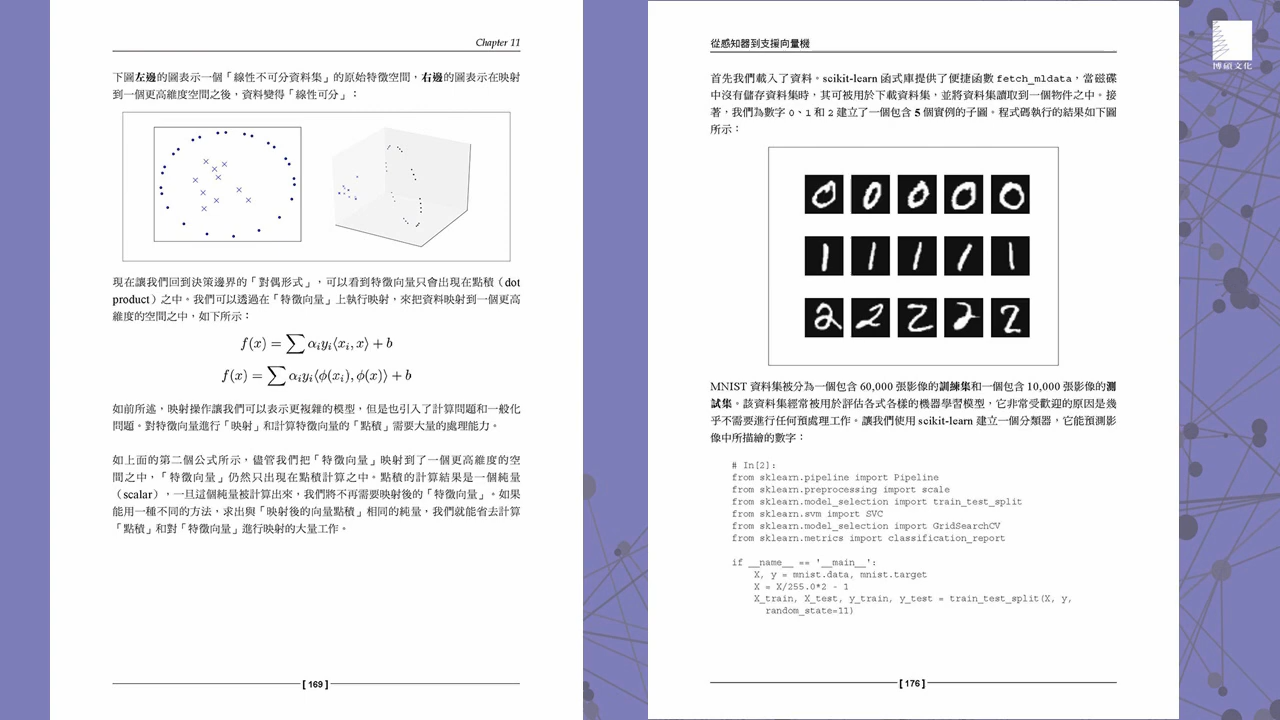 Chapter 11
下圖左邊的圖表示一個「線性不可分資料集」的原始特徵空間，右邊的圖表示在映射
到一個更高維度空間之後，資料變得「線性可分」：
現在讓我們回到決策邊界的「對偶形式」，可以看到特徵向量只會出現在點積（dot
product）之中。我們可以透過在「特徵向量」上執行映射，來把資料映射到一個更高
維度的空間之中，如下所示：
f(x) = ∑ αᵢyᵢ⟨xᵢ, x⟩ + b
f(x) = ∑ αᵢyᵢ⟨ϕ(xᵢ), ϕ(x)⟩ + b
如前所述，映射操作讓我們可以表示更複雜的模型，但是也引入了計算問題和一般化
問題。對特徵向量進行「映射」和計算特徵向量的「點積」需要大量的處理能力。
如上面的第二個公式所示，儘管我們把「特徵向量」映射到了一個更高維度的空
間之中，「特徵向量」仍然只出現在點積計算之中。點積的計算結果是一個純量
（scalar），一旦這個純量被計算出來，我們將不再需要映射後的「特徵向量」。如果
能用一種不同的方法，求出與「映射後的向量點積」相同的純量，我們就能省去計算
「點積」和對「特徵向量」進行映射的大量工作。
[ 169 ]
從感知器到支援向量機
首先我們載入了資料。scikit-learn 函式庫提供了便捷函數 fetch_mldata，當磁碟
中沒有儲存資料集時，其可被用於下載資料集，並將資料集讀取到一個物件之中。接
著，我們為數字 0、1 和 2 建立了一個包含 5 個實例的子圖。程式碼執行的結果如下圖
所示：
0 0 0 0 0
1 1 1 1 1
2 2 2 2 2
MNIST 資料集被分為一個包含 60,000 張影像的訓練集和一個包含 10,000 張影像的測
試集。該資料集經常被用於評估各式各樣的機器學習模型，它非常受歡迎的原因是幾
乎不需要進行任何預處理工作。讓我們使用 scikit-learn 建立一個分類器，它能預測影
像中所描繪的數字：
# In[2]:
from sklearn.pipeline import Pipeline
from sklearn.preprocessing import scale
from sklearn.model_selection import train_test_split
from sklearn.svm import SVC
from sklearn.model_selection import GridSearchCV
from sklearn.metrics import classification_report
if __name__ == '__main__':
X, y = mnist.data, mnist.target
X = X/255.0*2 - 1
X_train, X_test, y_train, y_test = train_test_split(X, y,
random_state=11)
[ 176 ]
博碩文化